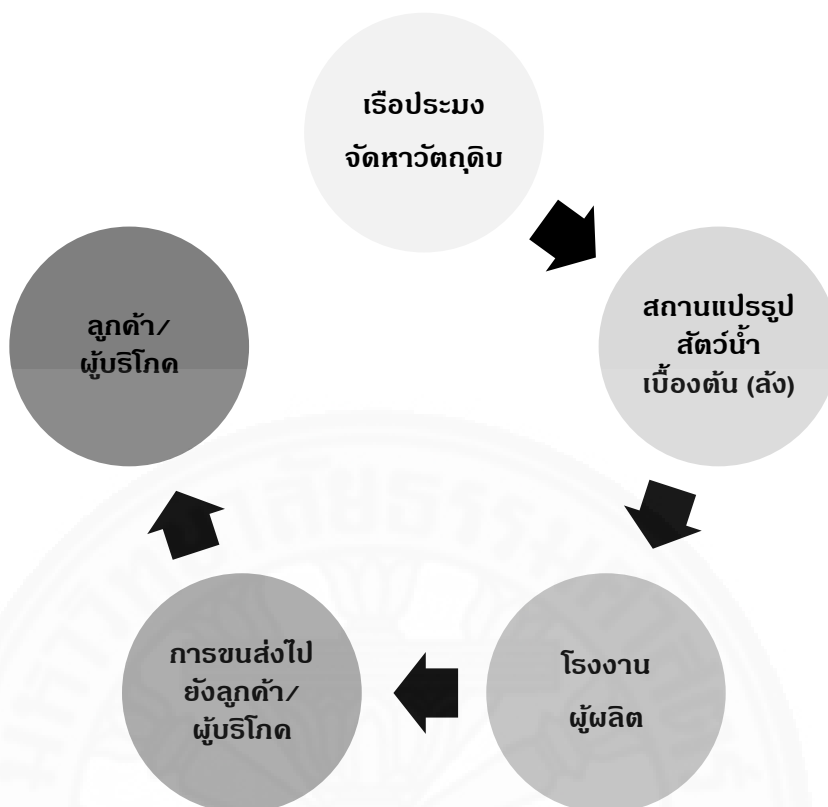 เรือประมง
จัดหาวัตถุดิบ
สถานแปรรูป
สัตว์น้ำ
เบื้องต้น (ล้ง)
โรงงาน
ผู้ผลิต
การขนส่งไป
ยังลูกค้า/
ผู้บริโภค
ลูกค้า/
ผู้บริโภค